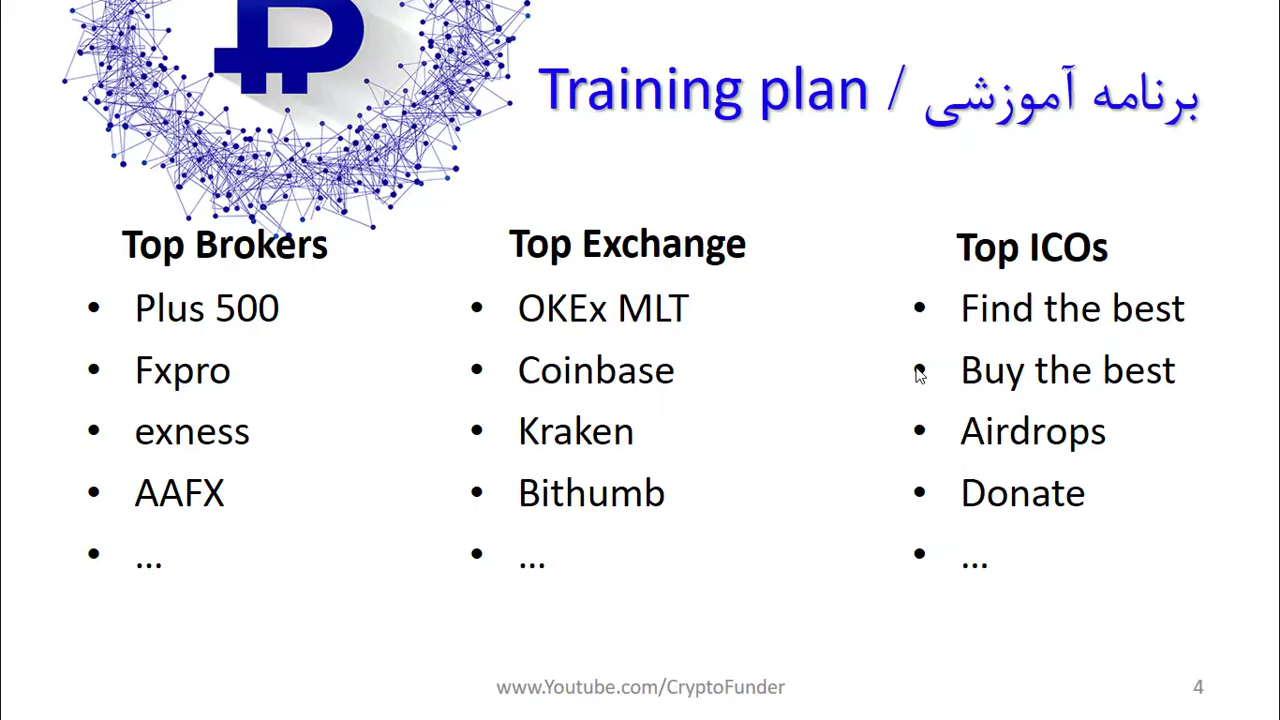 Training plan / برنامه آموزشی
Top Brokers
• Plus 500
• Fxpro
• exness
• AAFX
• ...
Top Exchange
• OKEx MLT
• Coinbase
• Kraken
• Bithumb
• ...
Top ICOs
• Find the best
• Buy the best
• Airdrops
• Donate
• ...
www.Youtube.com/CryptoFunder
4